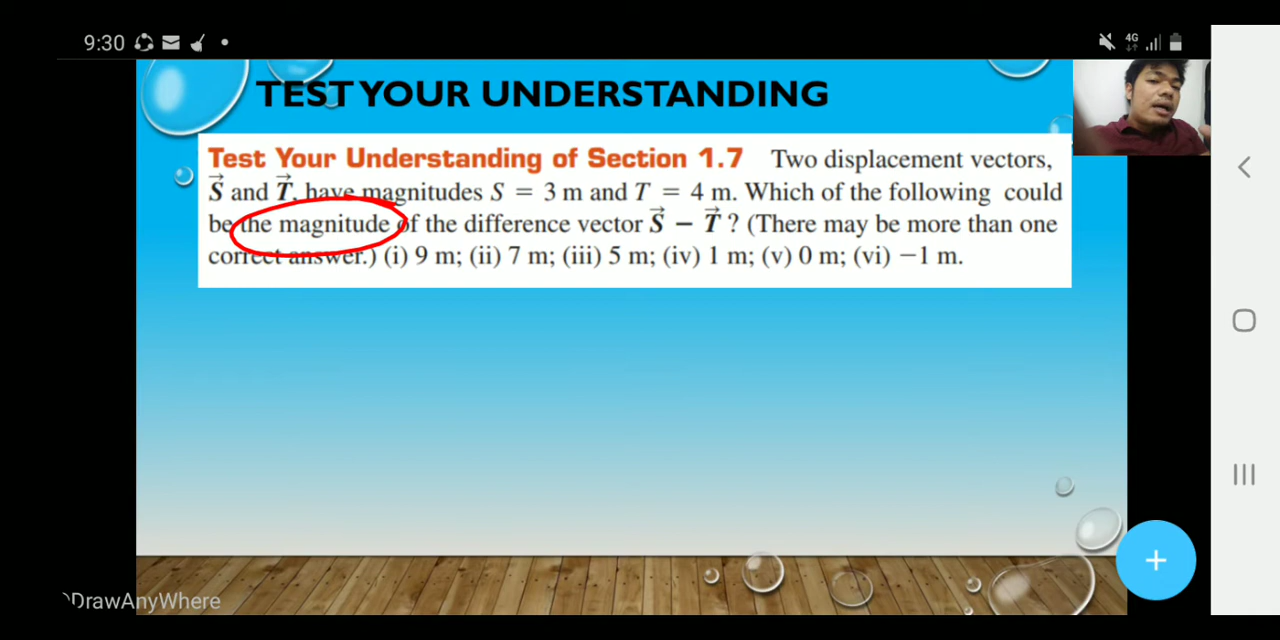 9:30
4G
TEST YOUR UNDERSTANDING
Test Your Understanding of Section 1.7 Two displacement vectors,
S⃗ and T⃗, have magnitudes S = 3 m and T = 4 m. Which of the following could
be the magnitude of the difference vector S⃗ − T⃗ ? (There may be more than one
correct answer.) (i) 9 m; (ii) 7 m; (iii) 5 m; (iv) 1 m; (v) 0 m; (vi) −1 m.
DrawAnyWhere